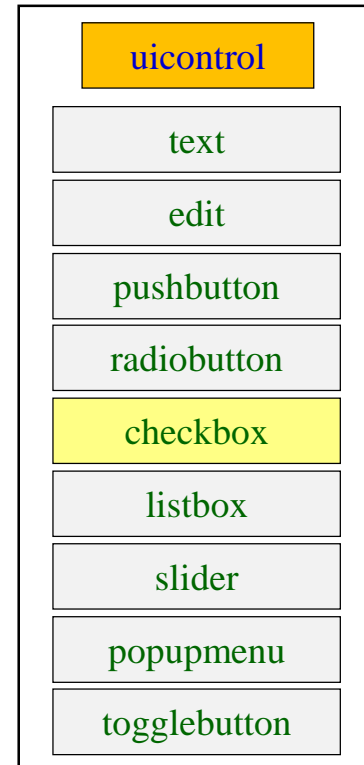 uicontrol
text
edit
pushbutton
radiobutton
checkbox
listbox
slider
popupmenu
togglebutton